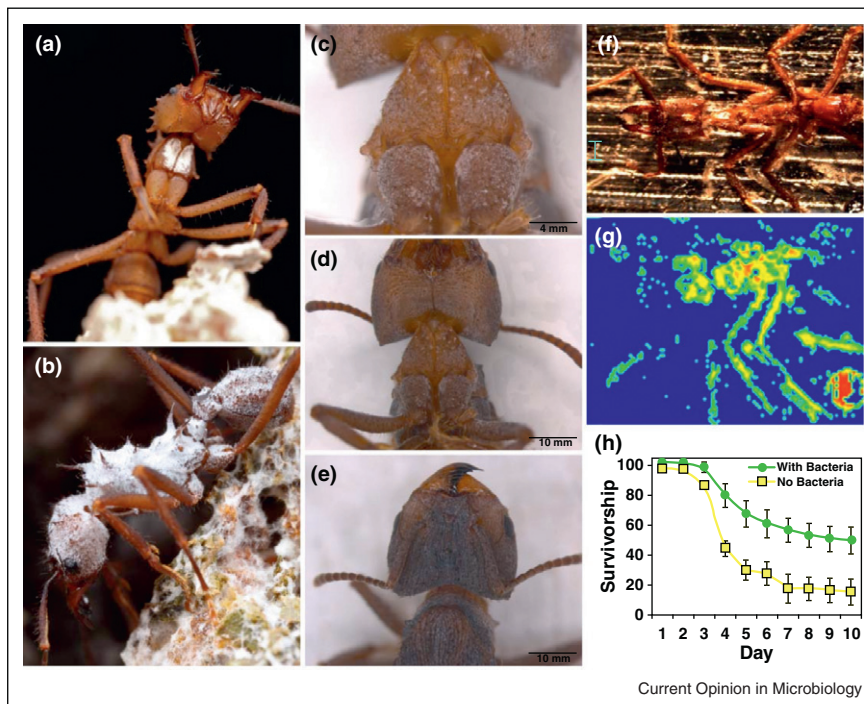 (a)
(b)
(c)
4 mm
(d)
10 mm
(e)
10 mm
(f)
(g)
(h)
With Bacteria
No Bacteria
Survivorship
100
80
60
40
20
0
1 2 3 4 5 6 7 8 9 10
Day
Current Opinion in Microbiology